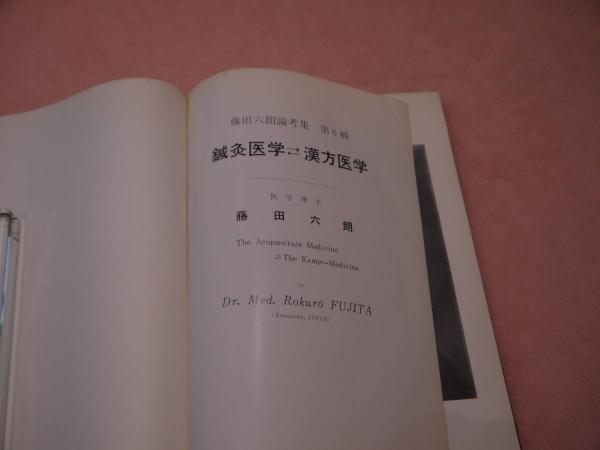 藤田六朗論考集 第6輯
鍼灸医学⇄漢方医学
医学博士
藤田六朗
The Acupuncture Medicine
⇄The Kampo-Medicine
by
Dr. Med. Rokurō FUJITA
(Kanazawa, JAPAN)